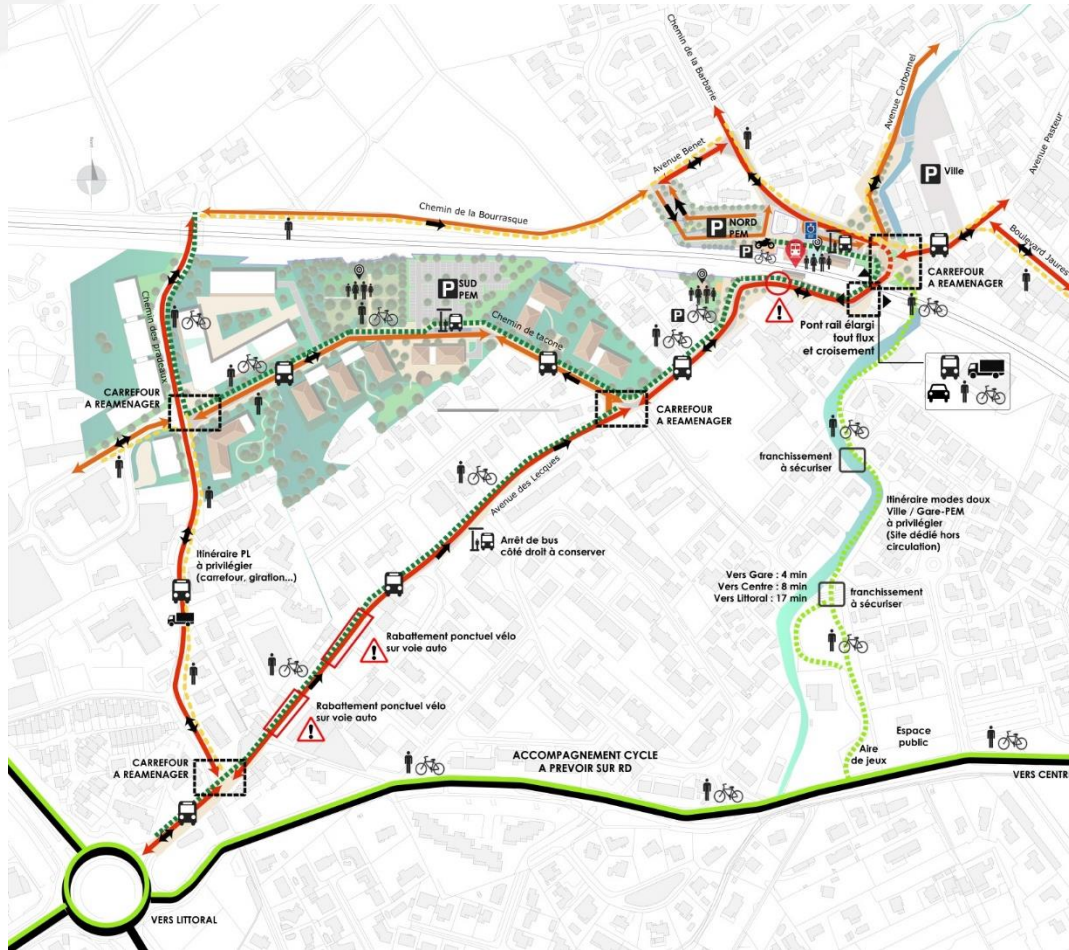 Chemin de la Barbarie
Avenue Carbonnel
Avenue Pasteur
Avenue Benet
P Ville
Chemin de la Bourrasque
P NORD
PEM
Boulevard Jaures
P
CARREFOUR
A REAMENAGER
P SUD
PEM
Chemin des pradeaux
Chemin de tacone
P
Pont rail élargi
tout flux
et croisement
CARREFOUR
A REAMENAGER
CARREFOUR
A REAMENAGER
franchissement
à sécuriser
Avenue des Lecques
Itinéraire modes doux
Ville / Gare-PEM
à privilégier
(Site dédié hors
circulation)
Arrêt de bus
côté droit à conserver
Itinéraire PL
à privilégier
(carrefour, giration...)
Vers Gare : 4 min
Vers Centre : 8 min
Vers Littoral : 17 min
franchissement
à sécuriser
Rabattement ponctuel vélo
sur voie auto
Rabattement ponctuel vélo
sur voie auto
Espace
public
Aire
de jeux
ACCOMPAGNEMENT CYCLE
A PREVOIR SUR RD
CARREFOUR
A REAMENAGER
VERS CENTR
VERS LITTORAL